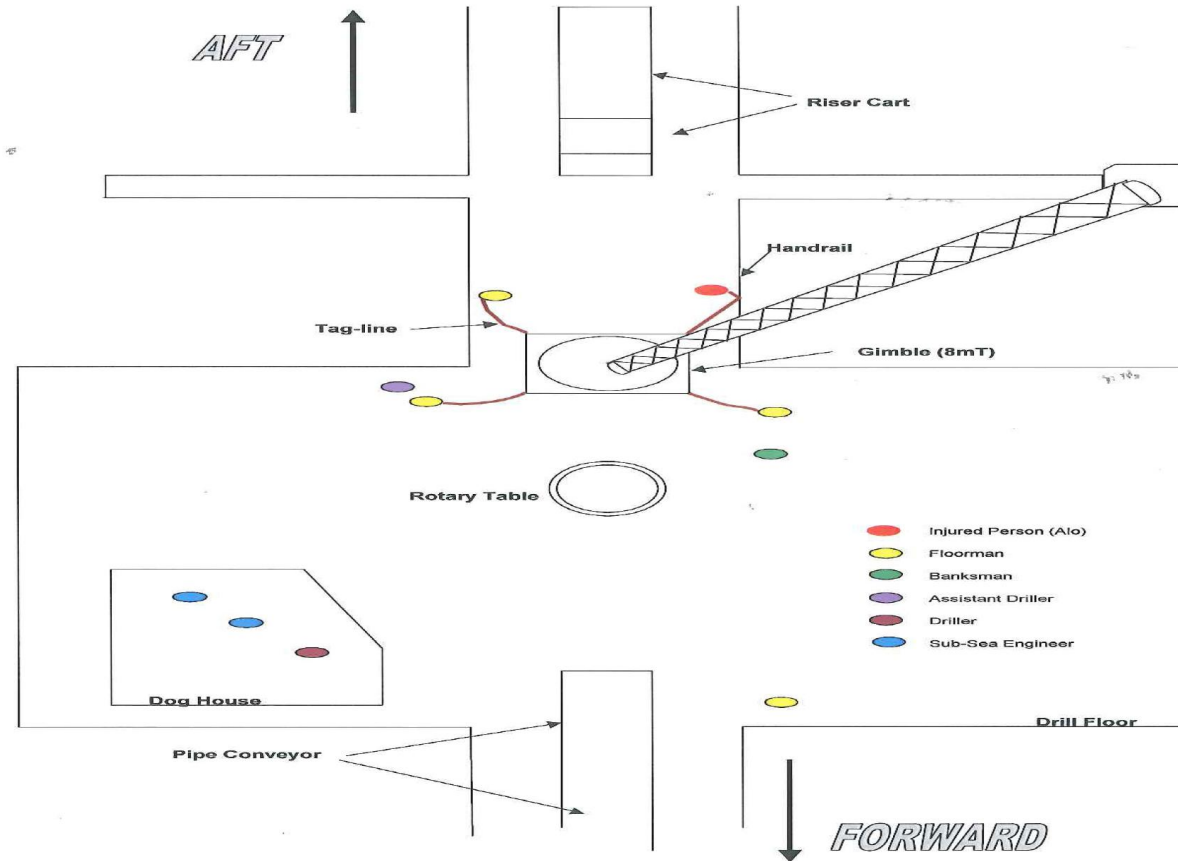 AFT
Riser Cart
Handrail
Tag-line
Gimble (8mT)
Rotary Table
Injured Person (Alo)
Floorman
Banksman
Assistant Driller
Driller
Sub-Sea Engineer
Dog House
Drill Floor
Pipe Conveyor
FORWARD